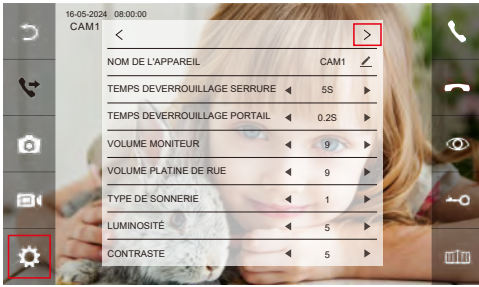 16-05-2024 08:00:00
CAM1
< >
NOM DE L'APPAREIL CAM1
TEMPS DEVERROUILLAGE SERRURE 5S
TEMPS DEVERROUILLAGE PORTAIL 0.2S
VOLUME MONITEUR 9
VOLUME PLATINE DE RUE 9
TYPE DE SONNERIE 1
LUMINOSITÉ 5
CONTRASTE 5